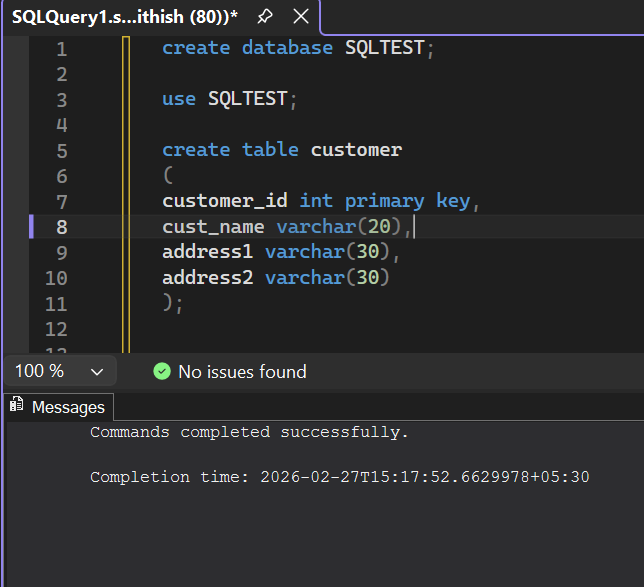 SQLQuery1.s...ithish (80))*
1 create database SQLTEST;
2
3 use SQLTEST;
4
5 create table customer
6 (
7 customer_id int primary key,
8 cust_name varchar(20),
9 address1 varchar(30),
10 address2 varchar(30)
11 );
12
100 % No issues found
Messages
Commands completed successfully.
Completion time: 2026-02-27T15:17:52.6629978+05:30